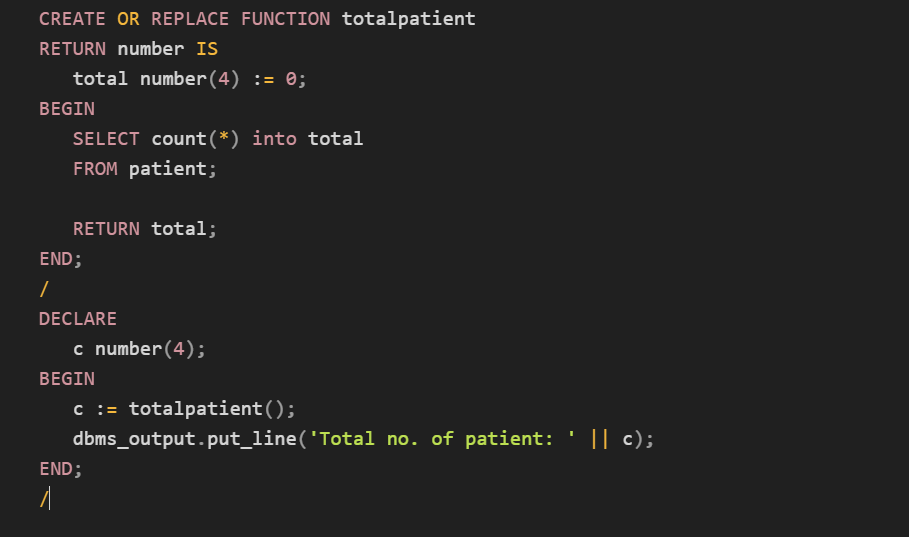 CREATE OR REPLACE FUNCTION totalpatient
RETURN number IS
   total number(4) := 0;
BEGIN
   SELECT count(*) into total
   FROM patient;

   RETURN total;
END;
/
DECLARE
   c number(4);
BEGIN
   c := totalpatient();
   dbms_output.put_line('Total no. of patient: ' || c);
END;
/